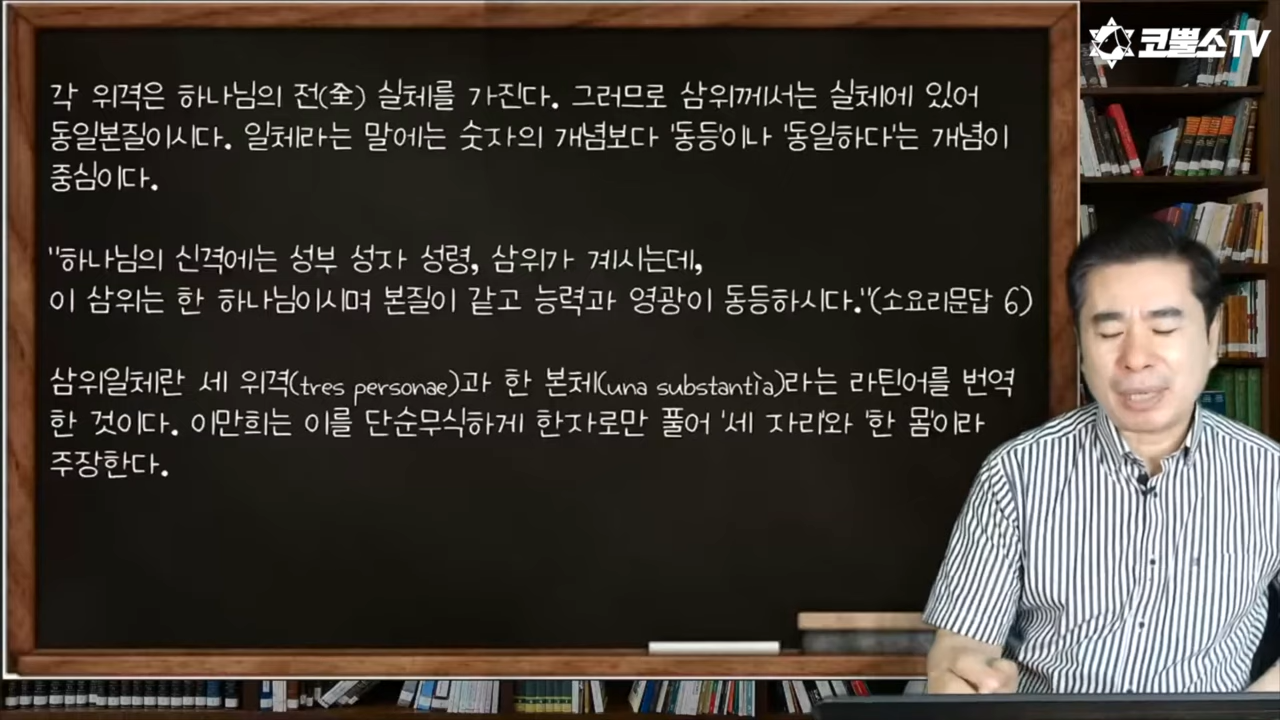 코뿔소TV
각 위격은 하나님의 전(全) 실체를 가진다. 그러므로 삼위께서는 실체에 있어
동일본질이시다. 일체라는 말에는 숫자의 개념보다 '동등'이나 '동일하다'는 개념이
중심이다.
"하나님의 신격에는 성부 성자 성령, 삼위가 계시는데,
이 삼위는 한 하나님이시며 본질이 같고 능력과 영광이 동등하시다."(소요리문답 6)
삼위일체란 세 위격(tres personae)과 한 본체(una substantìa)라는 라틴어를 번역
한 것이다. 이만희는 이를 단순무식하게 한자로만 풀어 '세 자리'와 '한 몸'이라
주장한다.